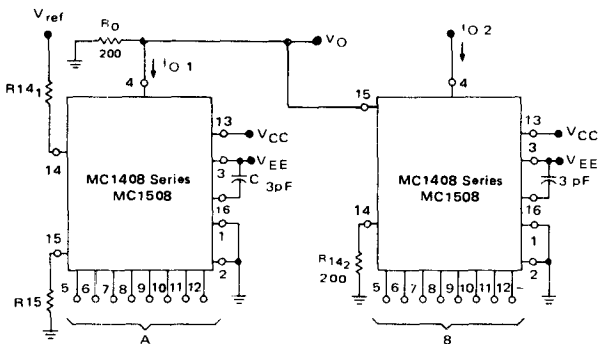 Vref
RO
200
VO
iO 1
iO 2
4
4
R141
15
13
VCC
13
VCC
3
VEE
3
VEE
14
MC1408 Series
MC1508
C
3pF
MC1408 Series
MC1508
3 pF
16
14
16
15
1
1
R142
200
2
2
R15
5 6 7 8 9 10 11 12
5 6 7 8 9 10 11 12
A
B